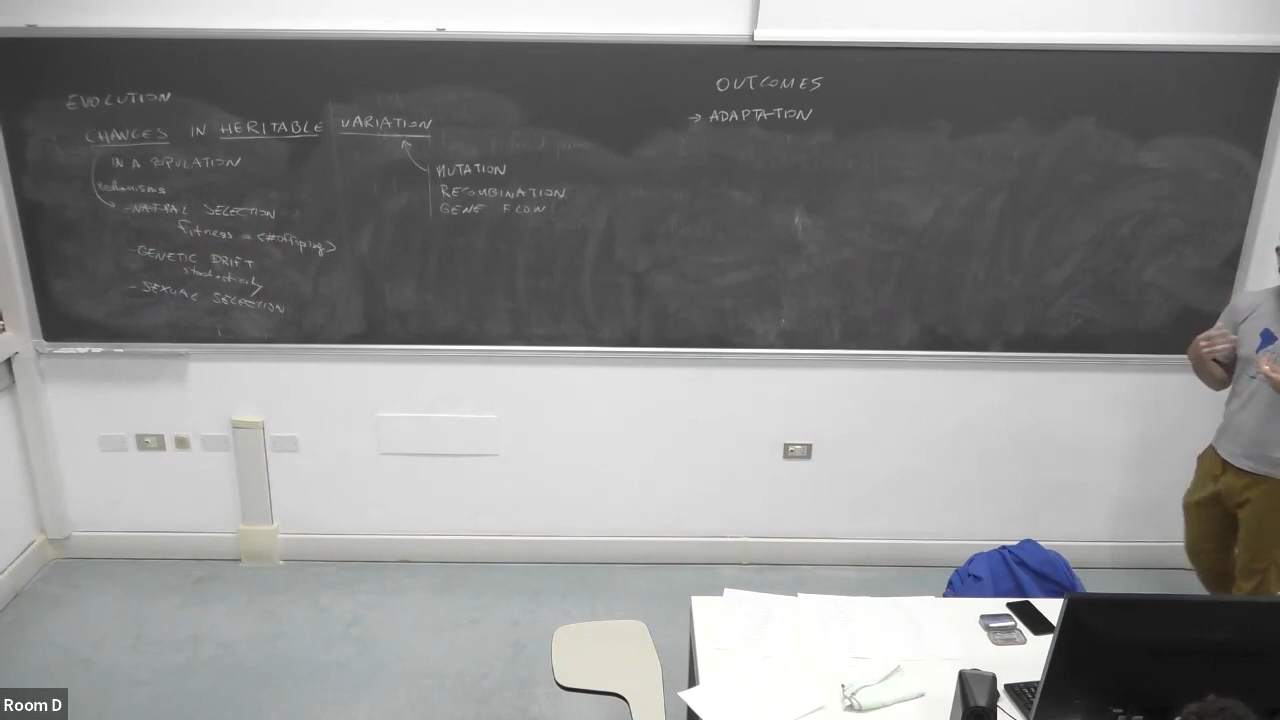 EVOLUTION
CHANGES IN HERITABLE VARIATION
IN A POPULATION
mechanisms
- NATURAL SELECTION
fitness = <#offspring>
- GENETIC DRIFT
stochasticity
- SEXUAL SELECTION
MUTATION
RECOMBINATION
GENE FLOW
OUTCOMES
→ ADAPTATION
Room D